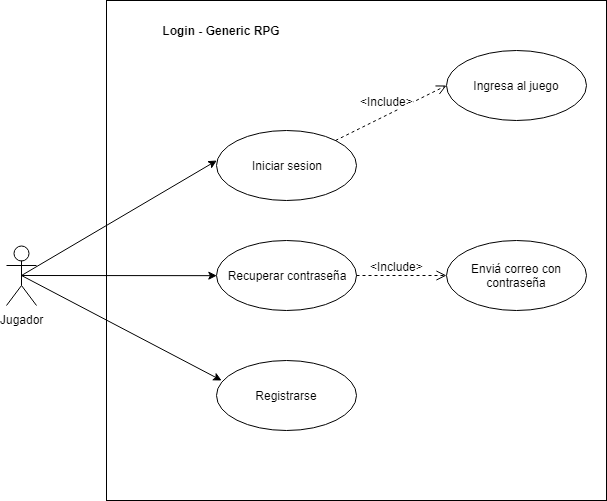 Login - Generic RPG
Ingresa al juego
<Include>
Iniciar sesion
Recuperar contraseña
<Include>
Enviá correo con
contraseña
Jugador
Registrarse